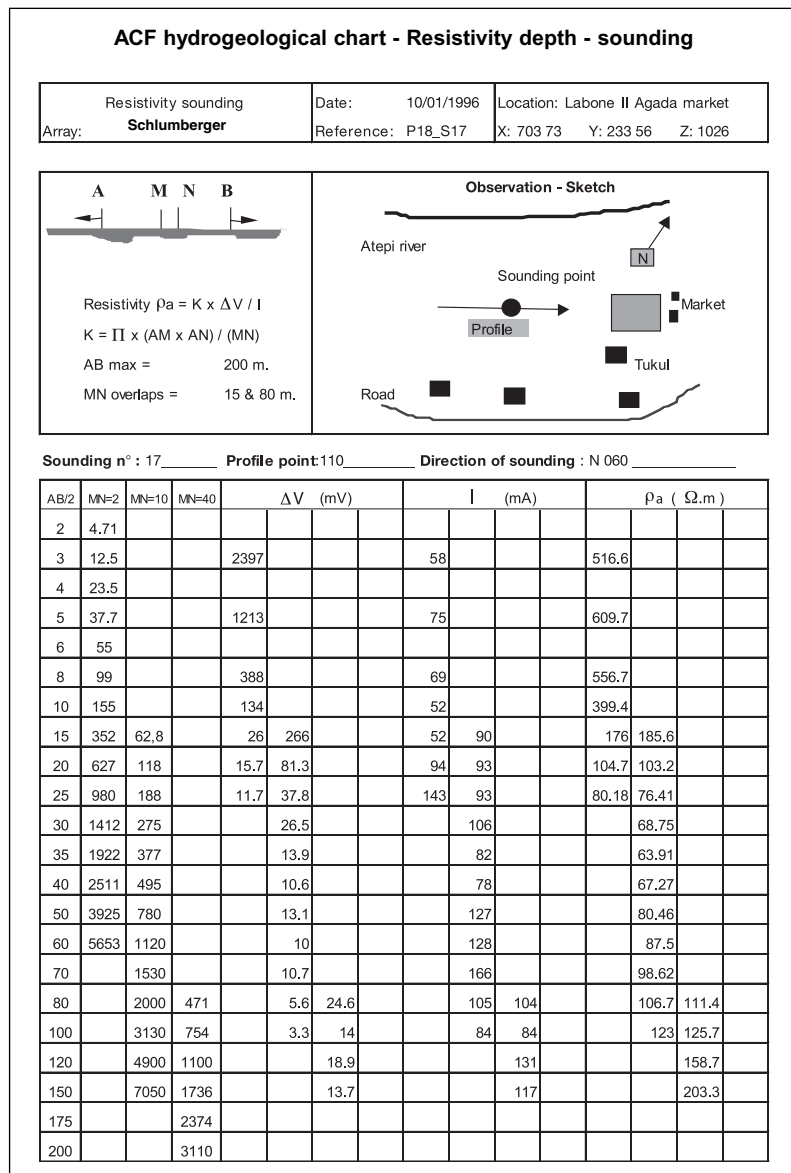 ACF hydrogeological chart - Resistivity depth - sounding
Resistivity sounding
Array: Schlumberger
Date: 10/01/1996
Reference: P18_S17
Location: Labone II Agada market
X: 703 73 Y: 233 56 Z: 1026
A M N B
Resistivity ρa = K x ΔV / I
K = Π x (AM x AN) / (MN)
AB max = 200 m.
MN overlaps = 15 & 80 m.
Observation - Sketch
Atepi river
N
Sounding point
Market
Profile
Tukul
Road
Sounding n° : 17______ Profile point:110________ Direction of sounding : N 060 ________
AB/2 MN=2 MN=10 MN=40 ΔV (mV) I (mA) ρa ( Ω.m )
2 4.71
3 12.5 2397 58 516.6
4 23.5
5 37.7 1213 75 609.7
6 55
8 99 388 69 556.7
10 155 134 52 399.4
15 352 62,8 26 266 52 90 176 185.6
20 627 118 15.7 81.3 94 93 104.7 103.2
25 980 188 11.7 37.8 143 93 80.18 76.41
30 1412 275 26.5 106 68.75
35 1922 377 13.9 82 63.91
40 2511 495 10.6 78 67.27
50 3925 780 13.1 127 80.46
60 5653 1120 10 128 87.5
70 1530 10.7 166 98.62
80 2000 471 5.6 24.6 105 104 106.7 111.4
100 3130 754 3.3 14 84 84 123 125.7
120 4900 1100 18.9 131 158.7
150 7050 1736 13.7 117 203.3
175 2374
200 3110